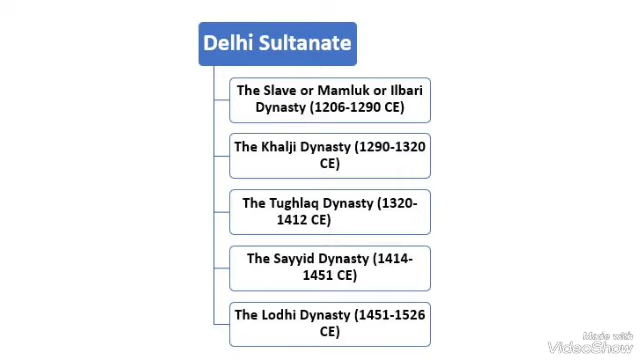 Delhi Sultanate
The Slave or Mamluk or Ilbari
Dynasty (1206-1290 CE)
The Khalji Dynasty (1290-1320
CE)
The Tughlaq Dynasty (1320-
1412 CE)
The Sayyid Dynasty (1414-
1451 CE)
The Lodhi Dynasty (1451-1526
CE)
Made with
VideoShow